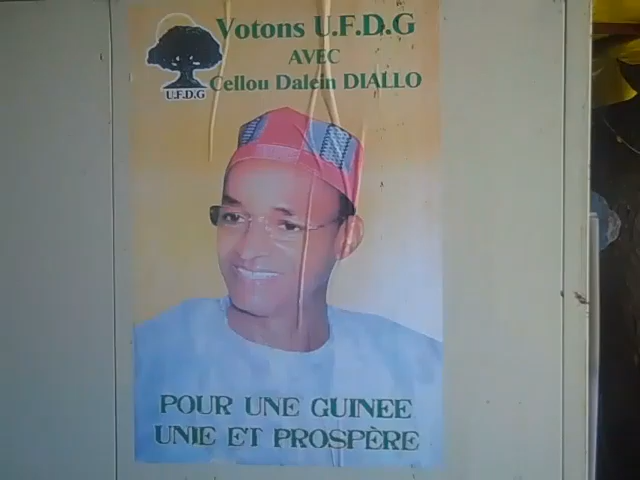 Votons U.F.D.G
AVEC
Cellou Dalein DIALLO
U.F.D.G
POUR UNE GUINEE
UNIE ET PROSPÈRE